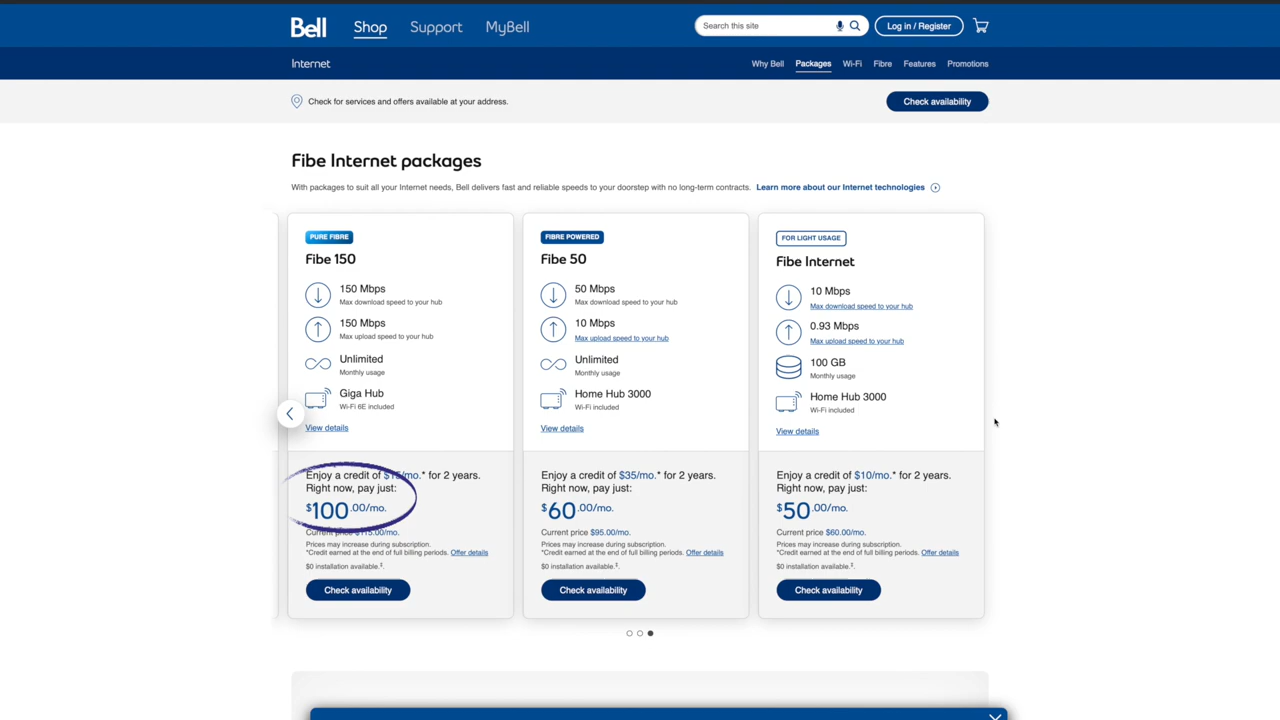 Bell
Shop
Support
MyBell
Search this site
Log in / Register
Internet
Why Bell
Packages
Wi-Fi
Fibre
Features
Promotions
Check for services and offers available at your address.
Check availability
Fibe Internet packages
With packages to suit all your Internet needs, Bell delivers fast and reliable speeds to your doorstep with no long-term contracts. Learn more about our Internet technologies
PURE FIBRE
Fibe 150
150 Mbps
Max download speed to your hub
150 Mbps
Max upload speed to your hub
Unlimited
Monthly usage
Giga Hub
Wi-Fi 6E included
View details
Enjoy a credit of $15/mo.* for 2 years.
Right now, pay just:
$100.00/mo.
Current price $115.00/mo.
Prices may increase during subscription.
*Credit earned at the end of full billing periods. Offer details
$0 installation available.‡.
Check availability
FIBRE POWERED
Fibe 50
50 Mbps
Max download speed to your hub
10 Mbps
Max upload speed to your hub
Unlimited
Monthly usage
Home Hub 3000
Wi-Fi included
View details
Enjoy a credit of $35/mo.* for 2 years.
Right now, pay just:
$60.00/mo.
Current price $95.00/mo.
Prices may increase during subscription.
*Credit earned at the end of full billing periods. Offer details
$0 installation available.‡.
Check availability
FOR LIGHT USAGE
Fibe Internet
10 Mbps
Max download speed to your hub
0.93 Mbps
Max upload speed to your hub
100 GB
Monthly usage
Home Hub 3000
Wi-Fi included
View details
Enjoy a credit of $10/mo.* for 2 years.
Right now, pay just:
$50.00/mo.
Current price $60.00/mo.
Prices may increase during subscription.
*Credit earned at the end of full billing periods. Offer details
$0 installation available.‡.
Check availability